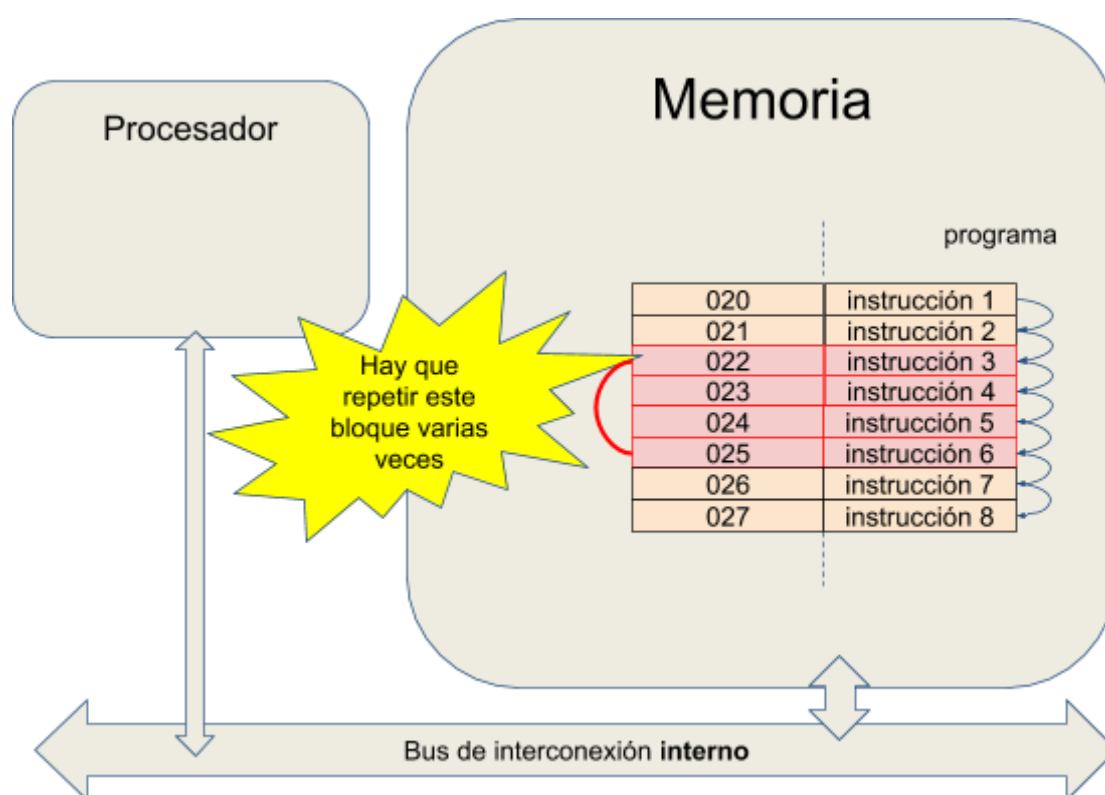 Procesador
Memoria
programa
020 instrucción 1
021 instrucción 2
022 instrucción 3
023 instrucción 4
024 instrucción 5
025 instrucción 6
026 instrucción 7
027 instrucción 8
Hay que
repetir este
bloque varias
veces
Bus de interconexión interno